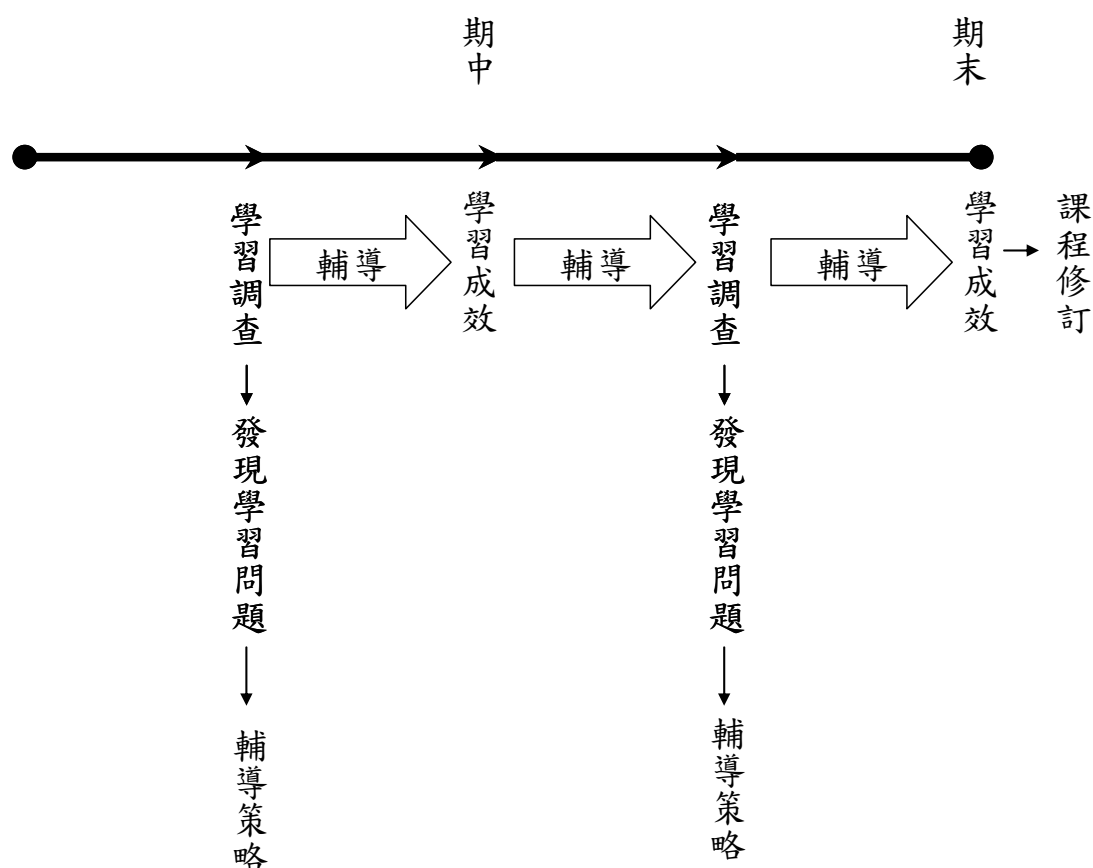 期中
期末
學習調查
輔導
學習成效
輔導
學習調查
輔導
學習成效
課程修訂
發現學習問題
發現學習問題
輔導策略
輔導策略